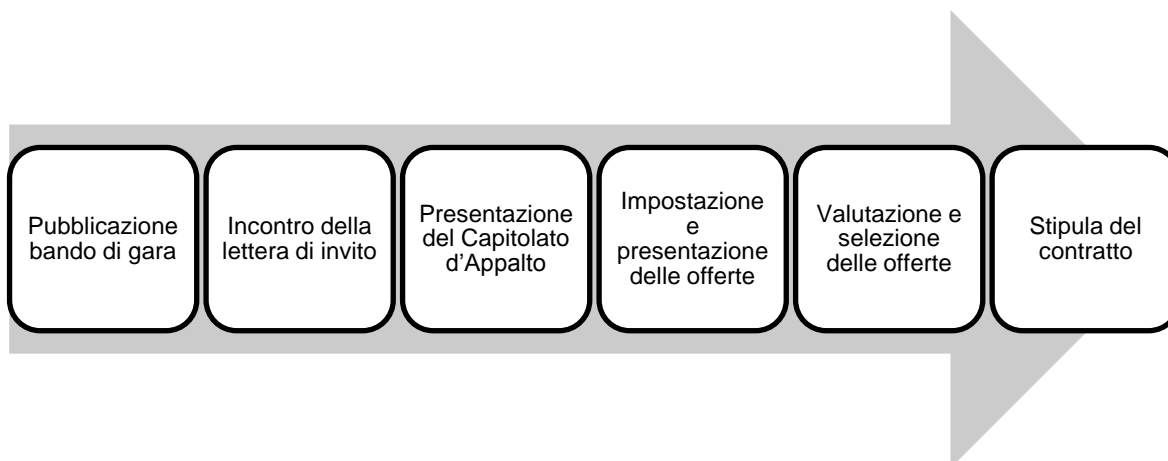 Pubblicazione
bando di gara
Incontro della
lettera di invito
Presentazione
del Capitolato
d’Appalto
Impostazione
e
presentazione
delle offerte
Valutazione e
selezione
delle offerte
Stipula del
contratto